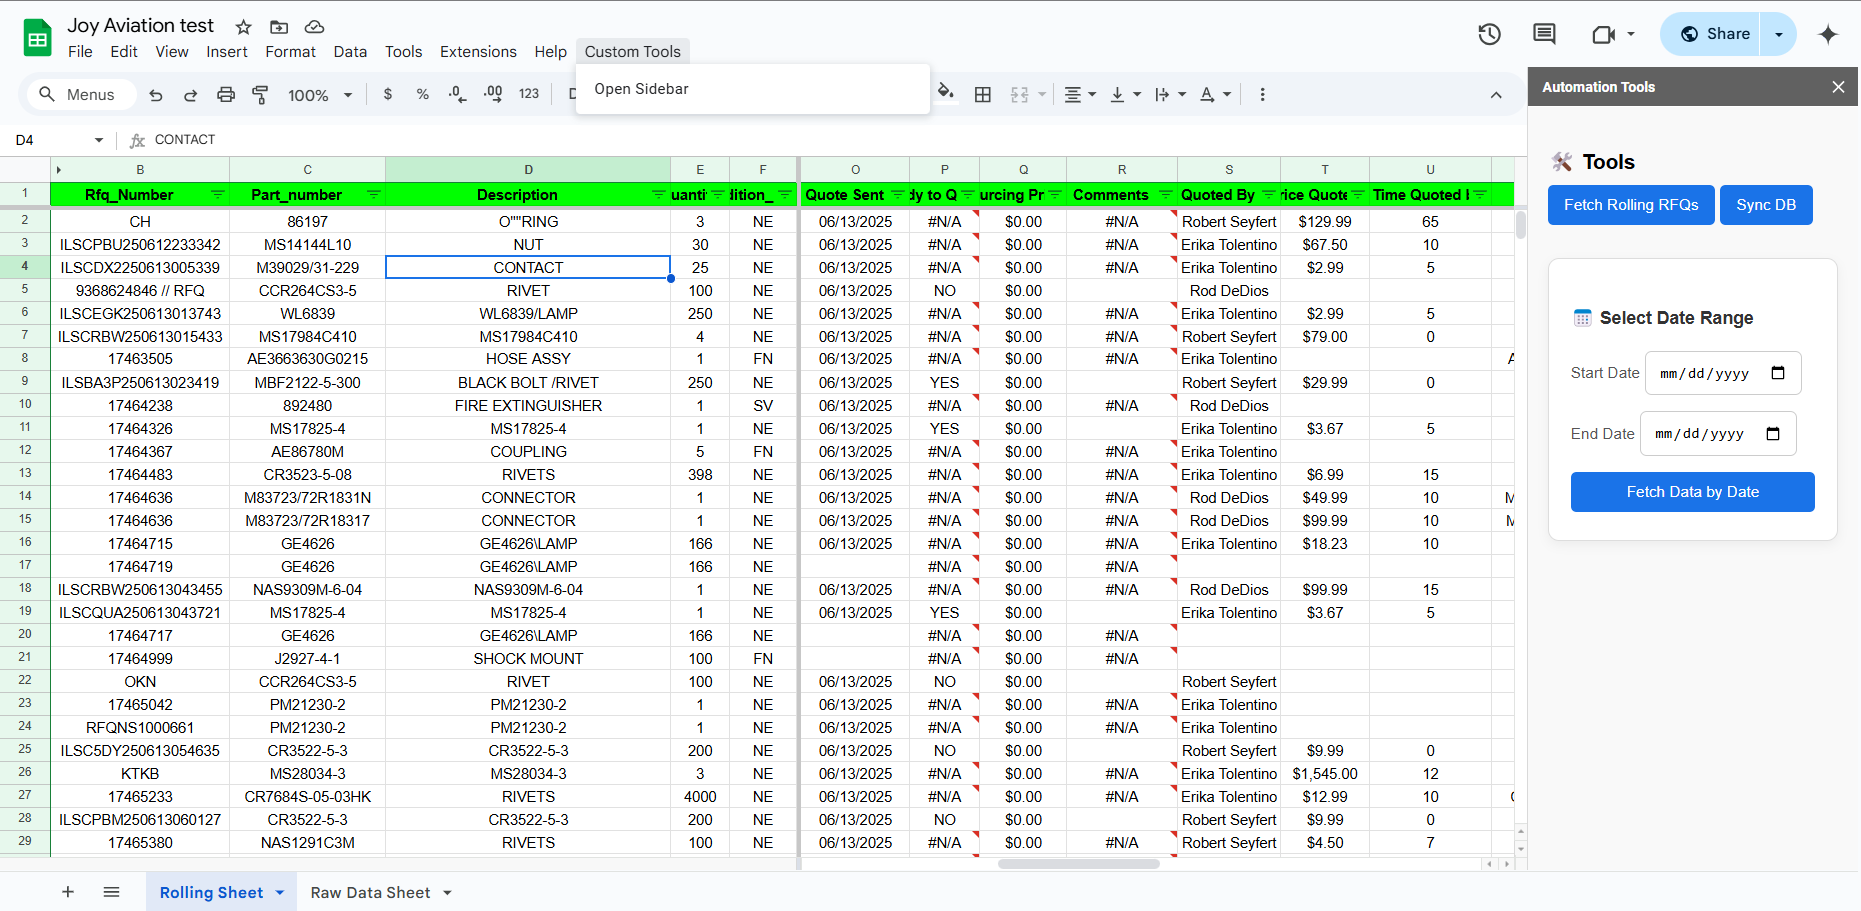 Joy Aviation test
File Edit View Insert Format Data Tools Extensions Help Custom Tools
Share
Menus 100% $ % .0 .00 123 D
Open Sidebar
D4 fx CONTACT
Automation Tools
B C D E F O P Q R S T U
1 Rfq_Number Part_number Description uanti dition_ Quote Sent dy to Q urcing Pr Comments Quoted By rice Quote Time Quoted
2 CH 86197 O""RING 3 NE 06/13/2025 #N/A $0.00 #N/A Robert Seyfert $129.99 65
3 ILSCPBU250612233342 MS14144L10 NUT 30 NE 06/13/2025 #N/A $0.00 #N/A Erika Tolentino $67.50 10
4 ILSCDX2250613005339 M39029/31-229 CONTACT 25 NE 06/13/2025 #N/A $0.00 #N/A Erika Tolentino $2.99 5
5 9368624846 // RFQ CCR264CS3-5 RIVET 100 NE 06/13/2025 NO $0.00 Rod DeDios
6 ILSCEGK250613013743 WL6839 WL6839/LAMP 250 NE 06/13/2025 #N/A $0.00 #N/A Erika Tolentino $2.99 5
7 ILSCRBW250613015433 MS17984C410 MS17984C410 4 NE 06/13/2025 #N/A $0.00 #N/A Robert Seyfert $79.00 0
8 17463505 AE3663630G0215 HOSE ASSY 1 FN 06/13/2025 #N/A $0.00 #N/A Erika Tolentino
9 ILSBA3P250613023419 MBF2122-5-300 BLACK BOLT /RIVET 250 NE 06/13/2025 YES $0.00 Robert Seyfert $29.99 0
10 17464238 892480 FIRE EXTINGUISHER 1 SV 06/13/2025 #N/A $0.00 #N/A Rod DeDios
11 17464326 MS17825-4 MS17825-4 1 NE 06/13/2025 YES $0.00 Erika Tolentino $3.67 5
12 17464367 AE86780M COUPLING 5 FN 06/13/2025 #N/A $0.00 #N/A Erika Tolentino
13 17464483 CR3523-5-08 RIVETS 398 NE 06/13/2025 #N/A $0.00 #N/A Erika Tolentino $6.99 15
14 17464636 M83723/72R1831N CONNECTOR 1 NE 06/13/2025 #N/A $0.00 #N/A Rod DeDios $49.99 10
15 17464636 M83723/72R18317 CONNECTOR 1 NE 06/13/2025 #N/A $0.00 #N/A Rod DeDios $99.99 10
16 17464715 GE4626 GE4626\LAMP 166 NE 06/13/2025 #N/A $0.00 #N/A Erika Tolentino $18.23 10
17 17464719 GE4626 GE4626\LAMP 166 NE #N/A $0.00 #N/A
18 ILSCRBW250613043455 NAS9309M-6-04 NAS9309M-6-04 1 NE 06/13/2025 #N/A $0.00 #N/A Rod DeDios $99.99 15
19 ILSCQUA250613043721 MS17825-4 MS17825-4 1 NE 06/13/2025 YES $0.00 Erika Tolentino $3.67 5
20 17464717 GE4626 GE4626\LAMP 166 NE #N/A $0.00 #N/A
21 17464999 J2927-4-1 SHOCK MOUNT 100 FN #N/A $0.00 #N/A
22 OKN CCR264CS3-5 RIVET 100 NE 06/13/2025 NO $0.00 Robert Seyfert
23 17465042 PM21230-2 PM21230-2 1 NE 06/13/2025 #N/A $0.00 #N/A Erika Tolentino
24 RFQNS1000661 PM21230-2 PM21230-2 1 NE 06/13/2025 #N/A $0.00 #N/A Erika Tolentino
25 ILSC5DY250613054635 CR3522-5-3 CR3522-5-3 200 NE 06/13/2025 NO $0.00 Robert Seyfert $9.99 0
26 KTKB MS28034-3 MS28034-3 3 NE 06/13/2025 #N/A $0.00 #N/A Erika Tolentino $1,545.00 12
27 17465233 CR7684S-05-03HK RIVETS 4000 NE 06/13/2025 #N/A $0.00 #N/A Erika Tolentino $12.99 10
28 ILSCPBM250613060127 CR3522-5-3 CR3522-5-3 200 NE 06/13/2025 NO $0.00 Robert Seyfert $9.99 0
29 17465380 NAS1291C3M RIVETS 100 NE 06/13/2025 #N/A $0.00 #N/A Robert Seyfert $4.50 7
Rolling Sheet Raw Data Sheet
Tools
Fetch Rolling RFQs Sync DB
Select Date Range
Start Date mm/dd/yyyy
End Date mm/dd/yyyy
Fetch Data by Date